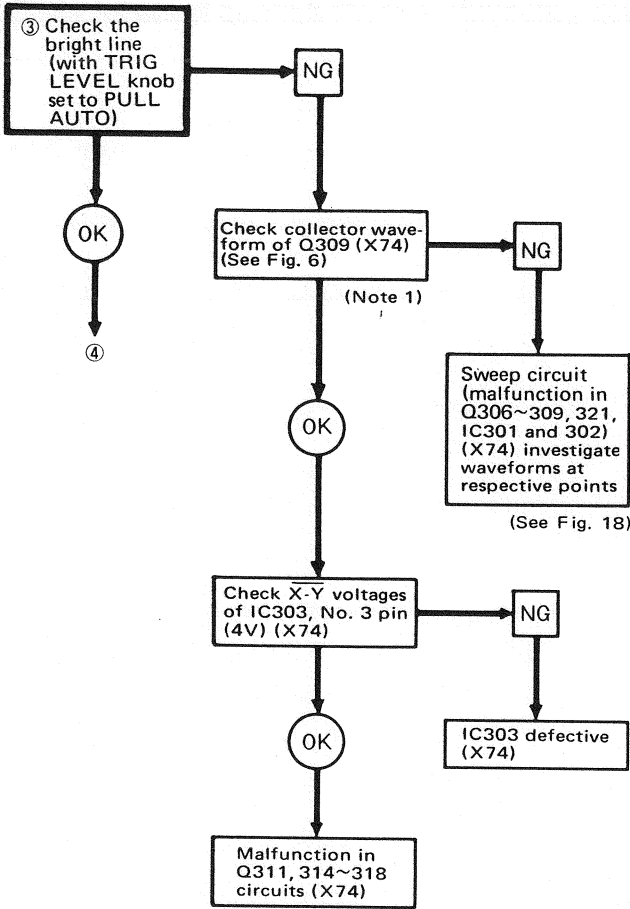 ③ Check the
bright line
(with TRIG
LEVEL knob
set to PULL
AUTO)
NG
OK
④
Check collector wave-
form of Q309 (X74)
(See Fig. 6)
(Note 1)
NG
Sweep circuit
(malfunction in
Q306~309, 321,
IC301 and 302)
(X74) investigate
waveforms at
respective points
(See Fig. 18)
OK
Check X̅-̅Y̅ voltages
of IC303, No. 3 pin
(4V) (X74)
NG
IC303 defective
(X74)
OK
Malfunction in
Q311, 314~318
circuits (X74)